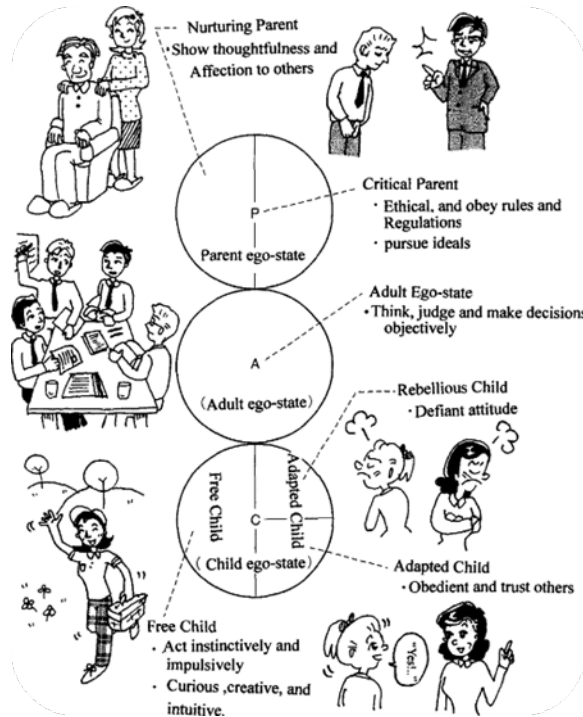 Nurturing Parent
· Show thoughtfulness and
Affection to others
P
Parent ego-state
Critical Parent
· Ethical, and obey rules and
Regulations
· pursue ideals
Adult Ego-state
· Think, judge and make decisions
objectively
A
(Adult ego-state)
Rebellious Child
· Defiant attitude
Free Child
Adapted Child
C
(Child ego-state)
Adapted Child
· Obedient and trust others
Free Child
· Act instinctively and
impulsively
· Curious ,creative, and
intuitive.
"Yes!..."